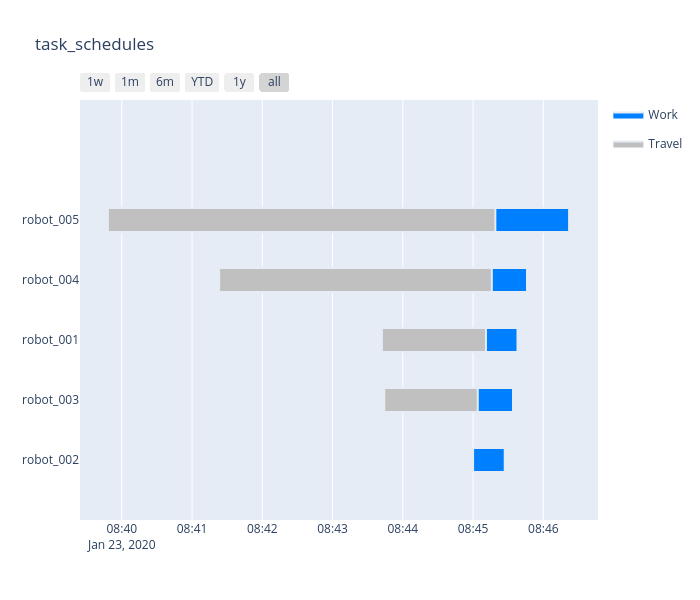 task_schedules
1w 1m 6m YTD 1y all
Work
Travel
robot_005
robot_004
robot_001
robot_003
robot_002
08:40 08:41 08:42 08:43 08:44 08:45 08:46
Jan 23, 2020